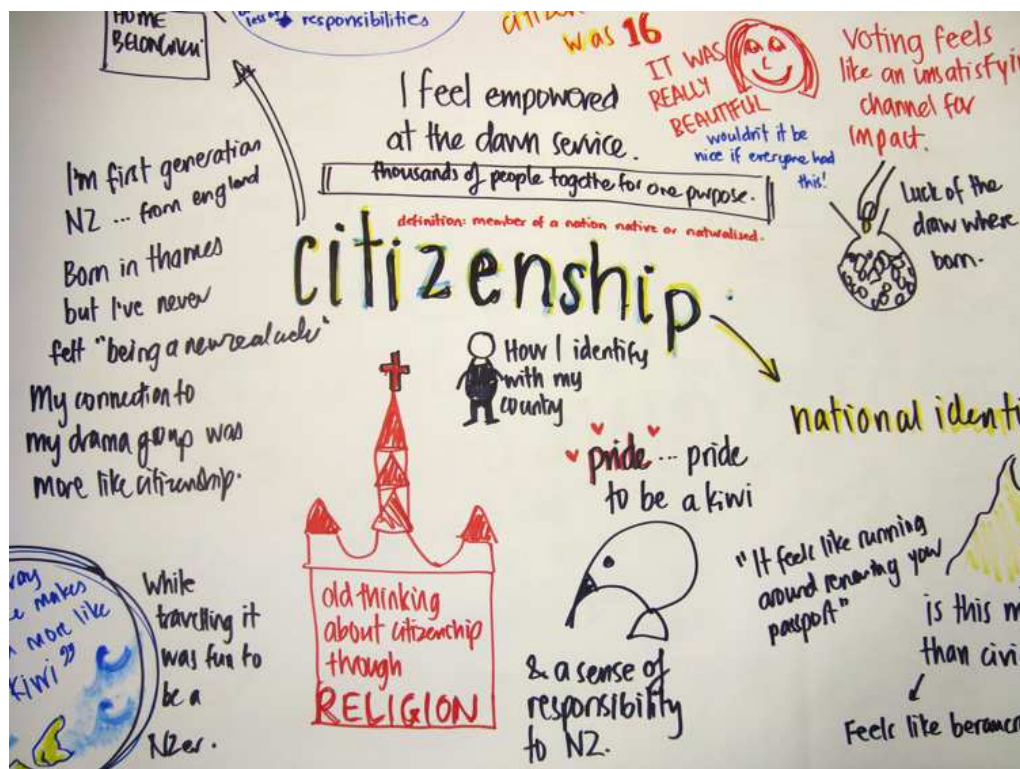 HOME
BELONGING
loss of
responsibilities
was 16
I feel empowered
at the dawn service.
thousands of people togethe for one purpose.
IT WAS
REALLY
BEAUTIFUL
wouldn't it be
nice if everyone had
this!
Voting feels
like an unsatisfyin
channel for
impact.
Luck of the
draw where
born.
I'm first generation
NZ ... from england
Born in thames
but I've never
felt "being a
My connection to
my drama group was
more like citizenship.
definition: member of a nation native or naturalised.
citizenship
How I identify
with my
country
national identi
pride ... pride
to be a kiwi
& a sense of
responsibility
to NZ.
"It feels like running
around renewing your
passport"
is this m
than civi
Feels like
old thinking
about citizenship
through
RELIGION
makes
more like
kiwi"
While
travelling it
was fun to
be a
NZer.